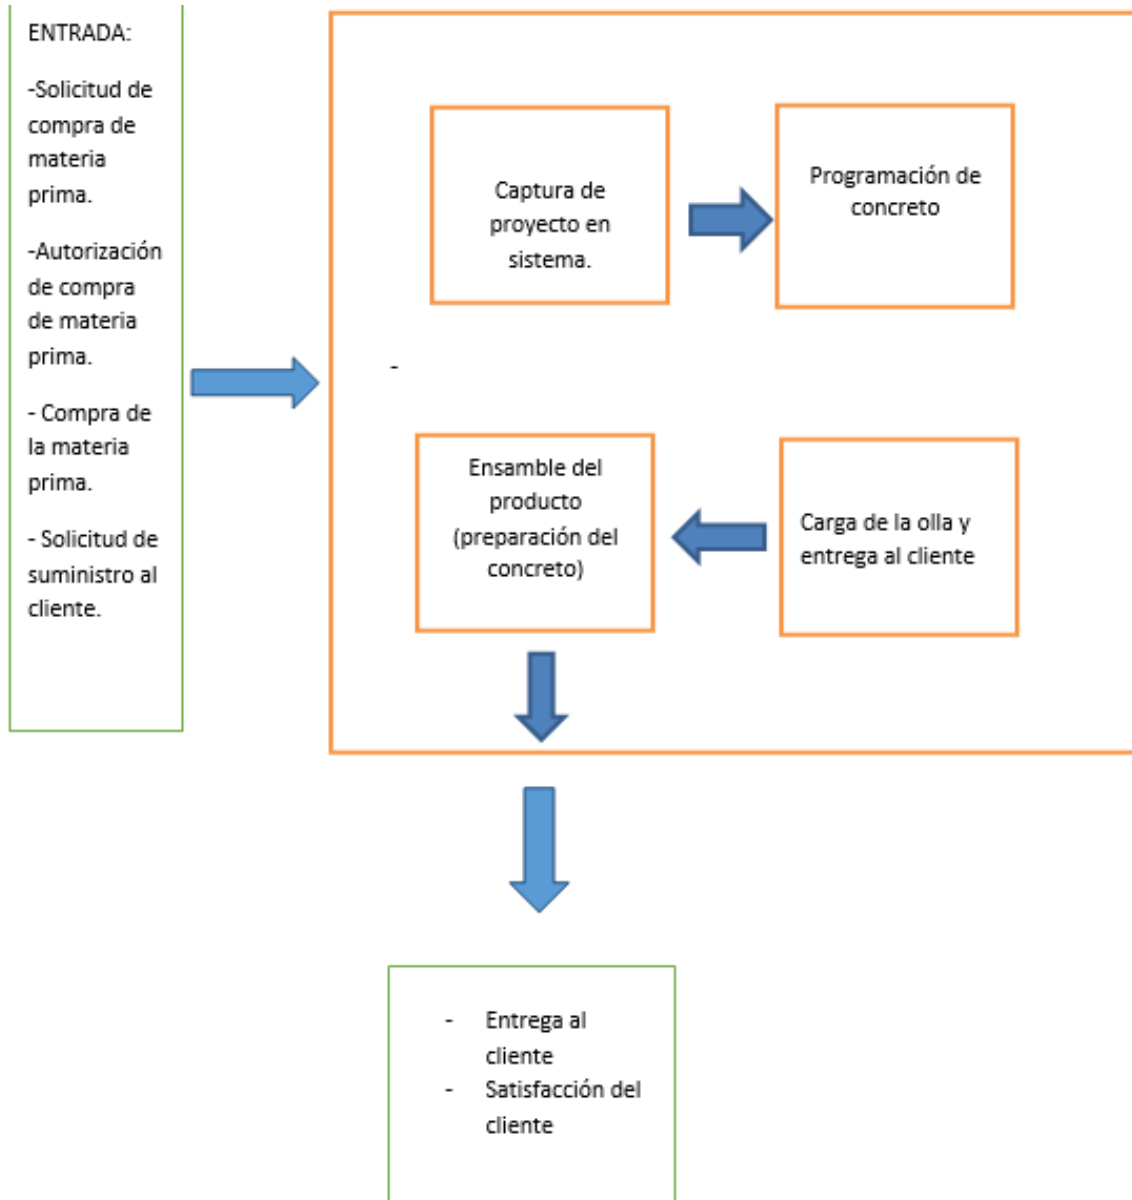 ENTRADA:
-Solicitud de
compra de
materia
prima.
-Autorización
de compra
de materia
prima.
- Compra de
la materia
prima.
- Solicitud de
suministro al
cliente.
Captura de
proyecto en
sistema.
Programación de
concreto
-
Ensamble del
producto
(preparación del
concreto)
Carga de la olla y
entrega al cliente
- Entrega al
cliente
- Satisfacción del
cliente